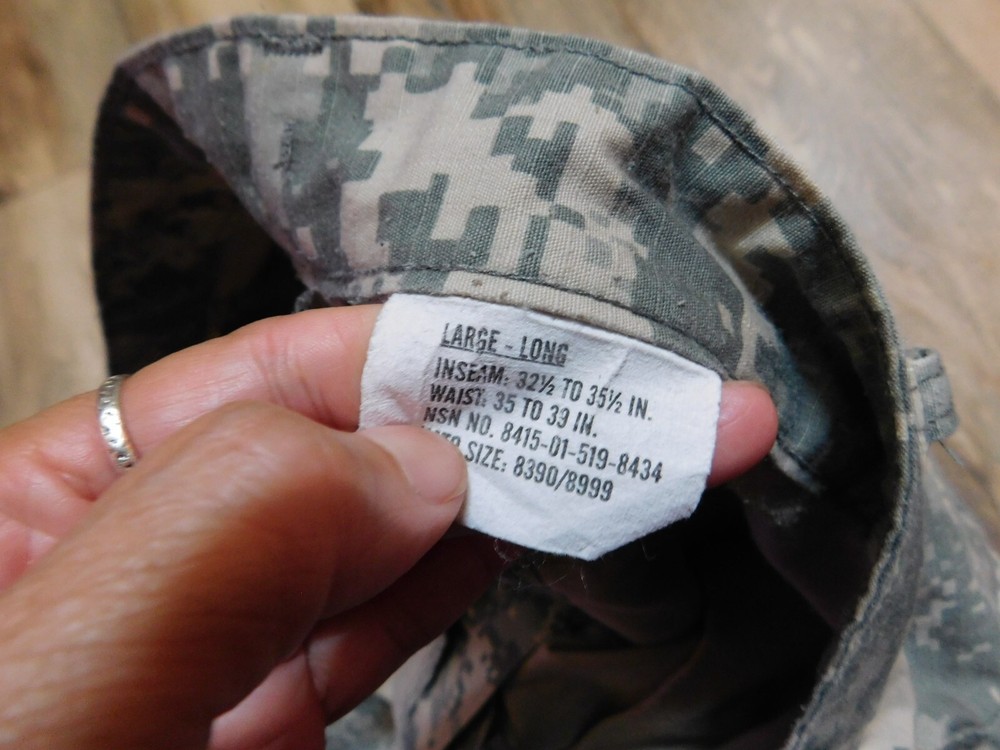 LARGE - LONG
INSEAM: 32½ TO 35½ IN.
WAIST: 35 TO 39 IN.
NSN NO. 8415-01-519-8434
SIZE: 8390/8999